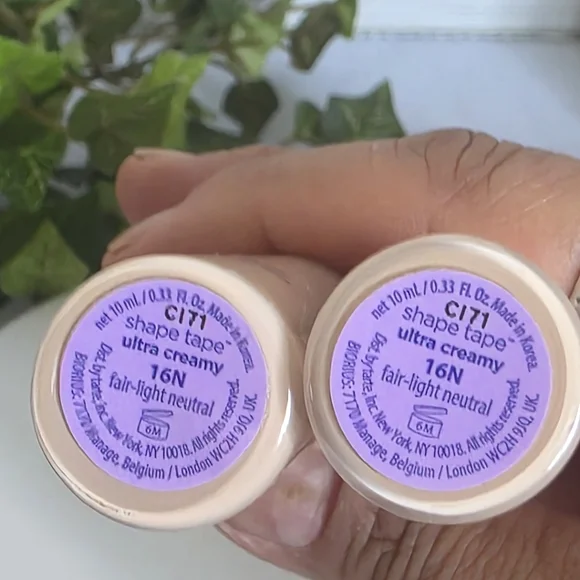 net 10 mL/0.33 FL Oz. Made in Korea.
C171
shape tape™
ultra creamy
16N
fair-light neutral
6M
Dist. by tarte, inc. New York, NY 10018. All rights reserved.
BIORIUS: 7170 Manage, Belgium / London WC2H 9JQ, UK.
net 10 mL/0.33 FL Oz. Made in Korea.
C171
shape tape™
ultra creamy
16N
fair-light neutral
6M
Dist. by tarte, inc. New York, NY 10018. All rights reserved.
BIORIUS: 7170 Manage, Belgium / London WC2H 9JQ, UK.